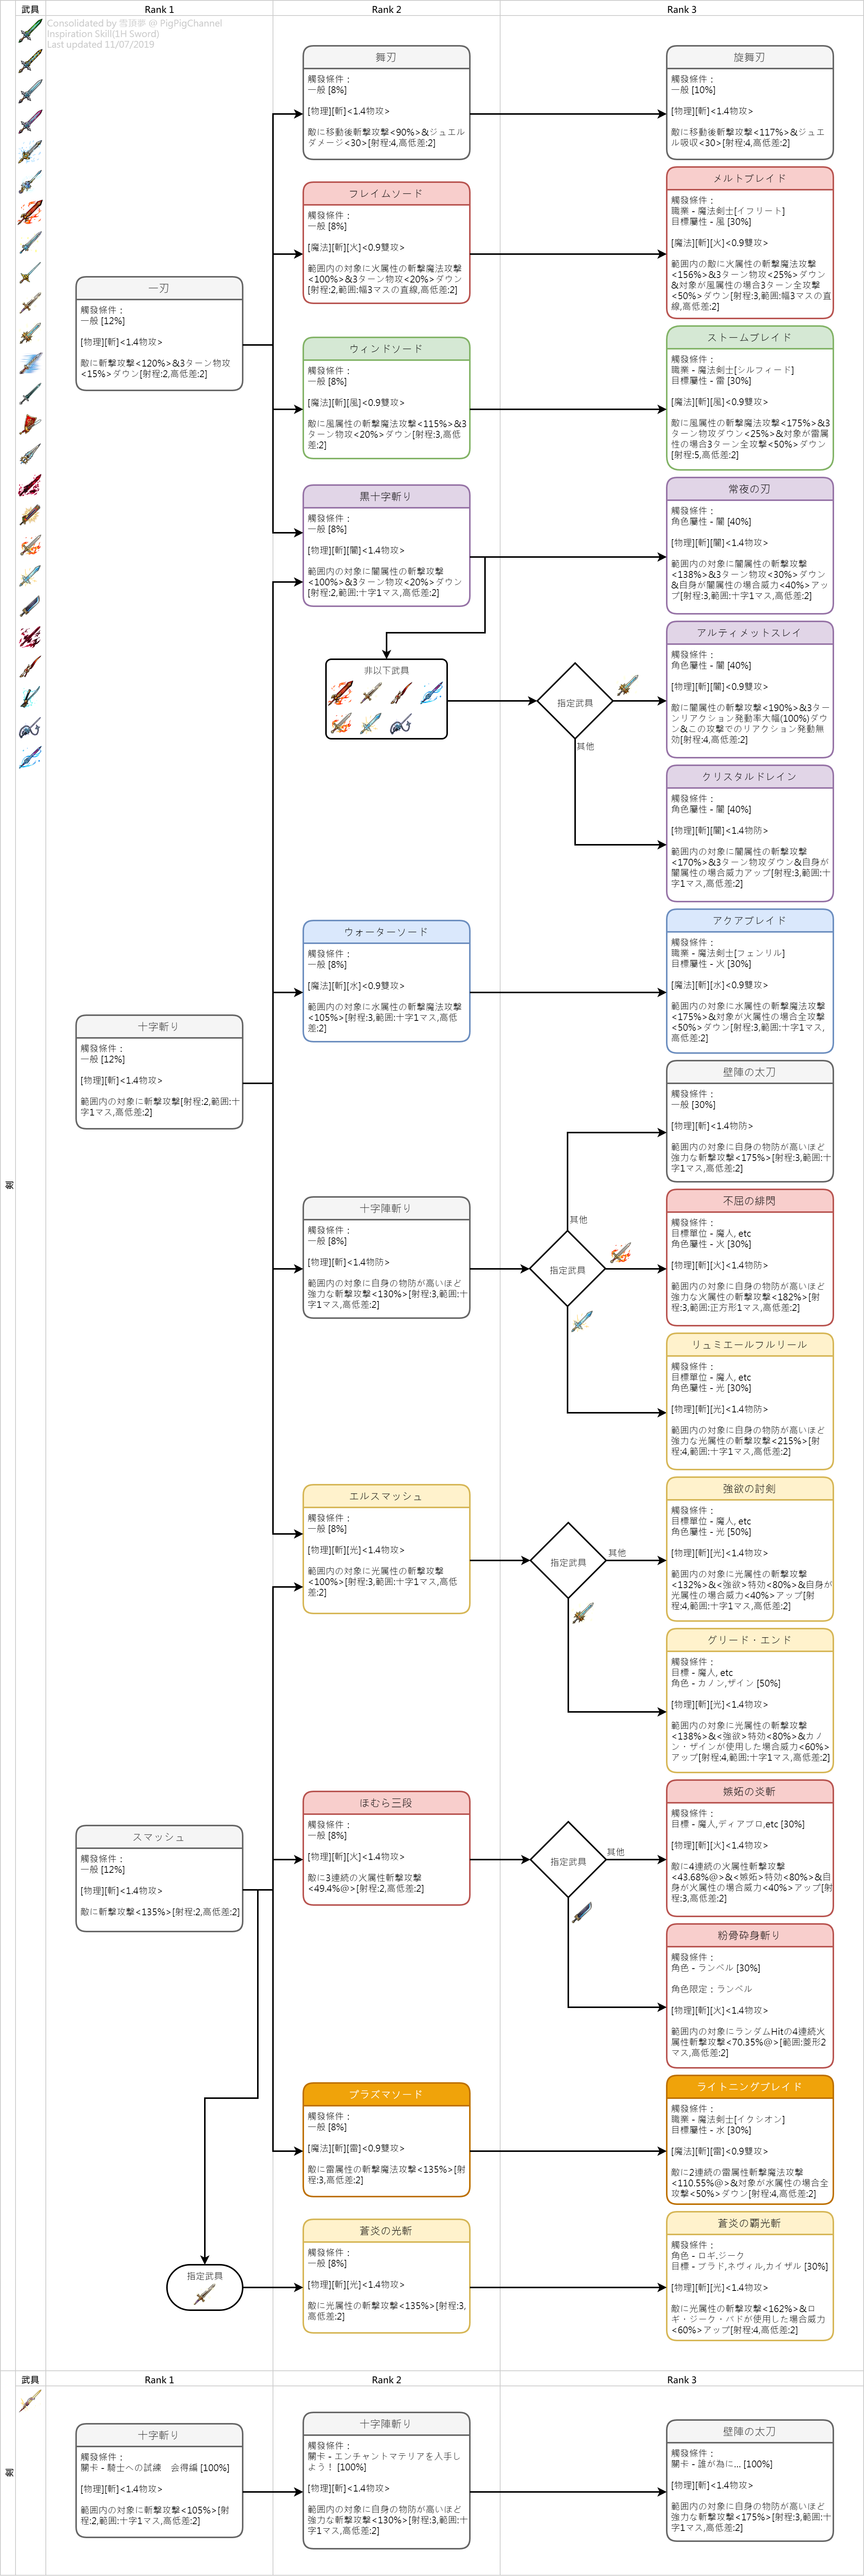 武具
Rank 1
Rank 2
Rank 3
Consolidated by 雪頂夢 @ PigPigChannel
Inspiration Skill(1H Sword)
Last updated 11/07/2019
剣
一刃
觸發條件：
一般 [12%]
[物理][斬]<1.4物攻>
敵に斬撃攻撃<120%>&3ターン物攻
<15%>ダウン[射程:2,高低差:2]
十字斬り
觸發條件：
一般 [12%]
[物理][斬]<1.4物攻>
範囲内の対象に斬撃攻撃[射程:2,範囲:十
字1マス,高低差:2]
スマッシュ
觸發條件：
一般 [12%]
[物理][斬]<1.4物攻>
敵に斬撃攻撃<135%>[射程:2,高低差:2]
指定武具
舞刃
觸發條件：
一般 [8%]
[物理][斬]<1.4物攻>
敵に移動後斬撃攻撃<90%>&ジュエル
ダメージ<30>[射程:4,高低差:2]
フレイムソード
觸發條件：
一般 [8%]
[魔法][斬][火]<0.9雙攻>
範囲内の対象に火属性の斬撃魔法攻撃
<100%>&3ターン物攻<20%>ダウン
[射程:2,範囲:幅3マスの直線,高低差:2]
ウィンドソード
觸發條件：
一般 [8%]
[魔法][斬][風]<0.9雙攻>
敵に風属性の斬撃魔法攻撃<115%>&3
ターン物攻<20%>ダウン[射程:3,高低
差:2]
黒十字斬り
觸發條件：
一般 [8%]
[物理][斬][闇]<1.4物攻>
範囲内の対象に闇属性の斬撃攻撃
<100%>&3ターン物攻<20%>ダウン
[射程:2,範囲:十字1マス,高低差:2]
非以下武具
指定武具
其他
ウォーターソード
觸發條件：
一般 [8%]
[魔法][斬][水]<0.9雙攻>
範囲内の対象に水属性の斬撃魔法攻撃
<105%>[射程:3,範囲:十字1マス,高低
差:2]
十字陣斬り
觸發條件：
一般 [8%]
[物理][斬]<1.4物防>
範囲内の対象に自身の物防が高いほど
強力な斬撃攻撃<130%>[射程:3,範囲:十
字1マス,高低差:2]
其他
指定武具
エルスマッシュ
觸發條件：
一般 [8%]
[物理][斬][光]<1.4物攻>
範囲内の対象に光属性の斬撃攻撃
<100%>[射程:3,範囲:十字1マス,高低
差:2]
指定武具
其他
ほむら三段
觸發條件：
一般 [8%]
[物理][斬][火]<1.4物攻>
敵に3連続の火属性斬撃攻撃
<49.4%@>[射程:2,高低差:2]
指定武具
其他
プラズマソード
觸發條件：
一般 [8%]
[魔法][斬][雷]<0.9雙攻>
敵に雷属性の斬撃魔法攻撃<135%>[射
程:3,高低差:2]
蒼炎の光斬
觸發條件：
一般 [8%]
[物理][斬][光]<1.4物攻>
敵に光属性の斬撃攻撃<135%>[射程:3,
高低差:2]
旋舞刃
觸發條件：
一般 [10%]
[物理][斬]<1.4物攻>
敵に移動後斬撃攻撃<117%>&ジュエ
ル吸収<30>[射程:4,高低差:2]
メルトブレイド
觸發條件：
職業 - 魔法剣士[イフリート]
目標屬性 - 風 [30%]
[魔法][斬][火]<0.9雙攻>
範囲内の敵に火属性の斬撃魔法攻撃
<156%>&3ターン物攻<25%>ダウン
&対象が風属性の場合3ターン全攻撃
<50%>ダウン[射程:3,範囲:幅3マスの直
線,高低差:2]
ストームブレイド
觸發條件：
職業 - 魔法剣士[シルフィード]
目標屬性 - 雷 [30%]
[魔法][斬][風]<0.9雙攻>
敵に風属性の斬撃魔法攻撃<175%>&3
ターン物攻ダウン<25%>&対象が雷属
性の場合3ターン全攻撃<50%>ダウン
[射程:5,高低差:2]
常夜の刃
觸發條件：
角色屬性 - 闇 [40%]
[物理][斬][闇]<1.4物攻>
範囲内の対象に闇属性の斬撃攻撃
<138%>&3ターン物攻<30%>ダウン
&自身が闇属性の場合威力<40%>アッ
プ[射程:3,範囲:十字1マス,高低差:2]
アルティメットスレイ
觸發條件：
角色屬性 - 闇 [40%]
[物理][斬][闇]<0.9物攻>
敵に闇属性の斬撃攻撃<190%>&3ター
ンリアクション発動率大幅(100%)ダウ
ン&この攻撃でのリアクション発動無
効[射程:4,高低差:2]
クリスタルドレイン
觸發條件：
角色屬性 - 闇 [40%]
[物理][斬][闇]<1.4物防>
範囲内の対象に闇属性の斬撃攻撃
<170%>&3ターン物攻ダウン&自身が
闇属性の場合威力アップ[射程:3,範囲:十
字1マス,高低差:2]
アクアブレイド
觸發條件：
職業 - 魔法剣士[フェンリル]
目標屬性 - 火 [30%]
[魔法][斬][水]<0.9雙攻>
範囲内の対象に水属性の斬撃魔法攻撃
<175%>&対象が火属性の場合全攻撃
<50%>ダウン[射程:3,範囲:十字1マス,
高低差:2]
壁陣の太刀
觸發條件：
一般 [30%]
[物理][斬]<1.4物防>
範囲内の対象に自身の物防が高いほど
強力な斬撃攻撃<175%>[射程:3,範囲:十
字1マス,高低差:2]
不屈の緋閃
觸發條件：
目標單位 - 魔人, etc
角色屬性 - 火 [30%]
[物理][斬][火]<1.4物防>
範囲内の対象に自身の物防が高いほど
強力な火属性の斬撃攻撃<182%>[射
程:3,範囲:正方形1マス,高低差:2]
リュミエールフルリール
觸發條件：
目標單位 - 魔人, etc
角色屬性 - 光 [30%]
[物理][斬][光]<1.4物防>
範囲内の対象に自身の物防が高いほど
強力な光属性の斬撃攻撃<215%>[射
程:4,範囲:十字1マス,高低差:2]
強欲の討剣
觸發條件：
目標單位 - 魔人, etc
角色屬性 - 光 [50%]
[物理][斬][光]<1.4物攻>
範囲内の対象に光属性の斬撃攻撃
<132%>&<強欲>特効<80%>&自身が
光属性の場合威力<40%>アップ[射
程:4,範囲:十字1マス,高低差:2]
グリード・エンド
觸發條件：
目標 - 魔人, etc
角色 - カノン,ザイン [50%]
[物理][斬][光]<1.4物攻>
範囲内の対象に光属性の斬撃攻撃
<138%>&<強欲>特効<80%>&カノ
ン・ザインが使用した場合威力<60%>
アップ[射程:4,範囲:十字1マス,高低差:2]
嫉妬の炎斬
觸發條件：
目標 - 魔人,ディアブロ,etc [30%]
[物理][斬][火]<1.4物攻>
敵に4連続の火属性斬撃攻撃
<43.68%@>&<嫉妬>特効<80%>&自
身が火属性の場合威力<40%>アップ[射
程:3,高低差:2]
粉骨砕身斬り
觸發條件：
角色 - ランベル [30%]
角色限定：ランベル
[物理][斬][火]<1.4物攻>
範囲内の対象にランダムHitの4連続火
属性斬撃攻撃<70.35%@>[範囲:菱形2
マス,高低差:2]
ライトニングブレイド
觸發條件：
職業 - 魔法剣士[イクシオン]
目標屬性 - 水 [30%]
[魔法][斬][雷]<0.9雙攻>
敵に2連続の雷属性斬撃魔法攻撃
<110.55%@>&対象が水属性の場合全
攻撃<50%>ダウン[射程:4,高低差:2]
蒼炎の覇光斬
觸發條件：
角色 - ロギ,ジーク
目標 - ブラド,ネヴィル,カイザル [30%]
[物理][斬][光]<1.4物攻>
敵に光属性の斬撃攻撃<162%>&ロ
ギ・ジーク・バドが使用した場合威力
<60%>アップ[射程:4,高低差:2]
武具
Rank 1
Rank 2
Rank 3
剣
十字斬り
觸發條件：
關卡 - 騎士への試練　会得編 [100%]
[物理][斬]<1.4物攻>
範囲内の対象に斬撃攻撃<105%>[射
程:2,範囲:十字1マス,高低差:2]
十字陣斬り
觸發條件：
關卡 - エンチャントマテリアを入手し
よう！ [100%]
[物理][斬]<1.4物攻>
範囲内の対象に自身の物防が高いほど
強力な斬撃攻撃<130%>[射程:3,範囲:十
字1マス,高低差:2]
壁陣の太刀
觸發條件：
關卡 - 誰が為に... [100%]
[物理][斬]<1.4物攻>
範囲内の対象に自身の物防が高いほど
強力な斬撃攻撃<175%>[射程:3,範囲:十
字1マス,高低差:2]